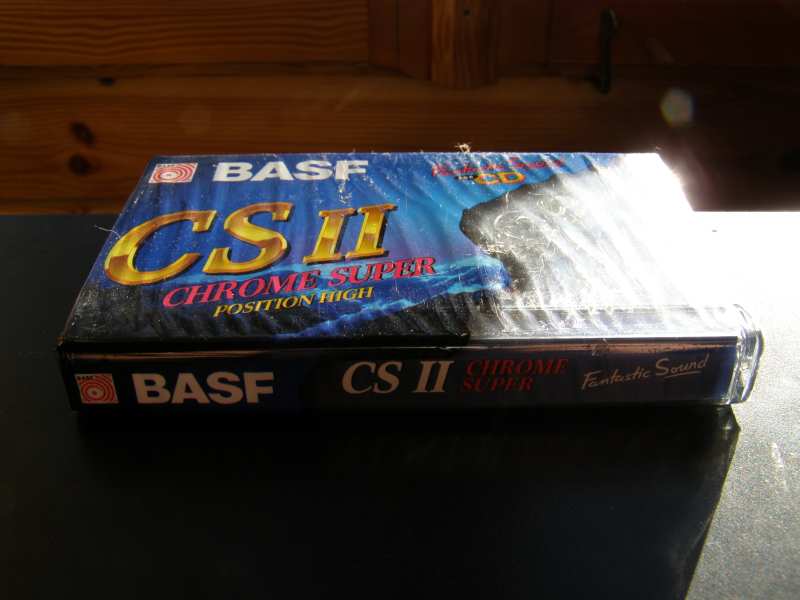 BASF
CS II
CHROME SUPER
POSITION HIGH
CD
BASF
CS II
CHROME
SUPER
Fantastic Sound